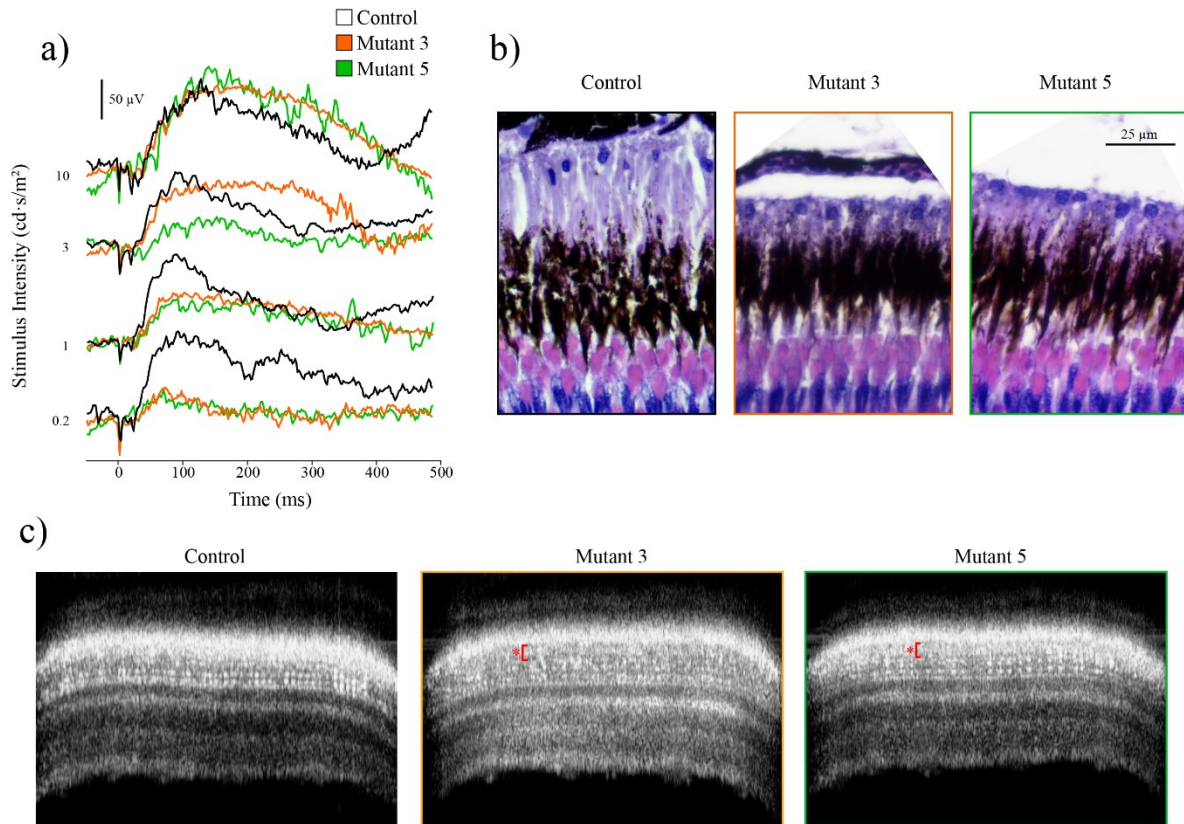 a)
Control
Mutant 3
Mutant 5
50 µV
Stimulus Intensity (cd·s/m²)
10
3
1
0.2
0 100 200 300 400 500
Time (ms)
b)
Control Mutant 3 Mutant 5
25 µm
c)
Control Mutant 3 Mutant 5
*
*